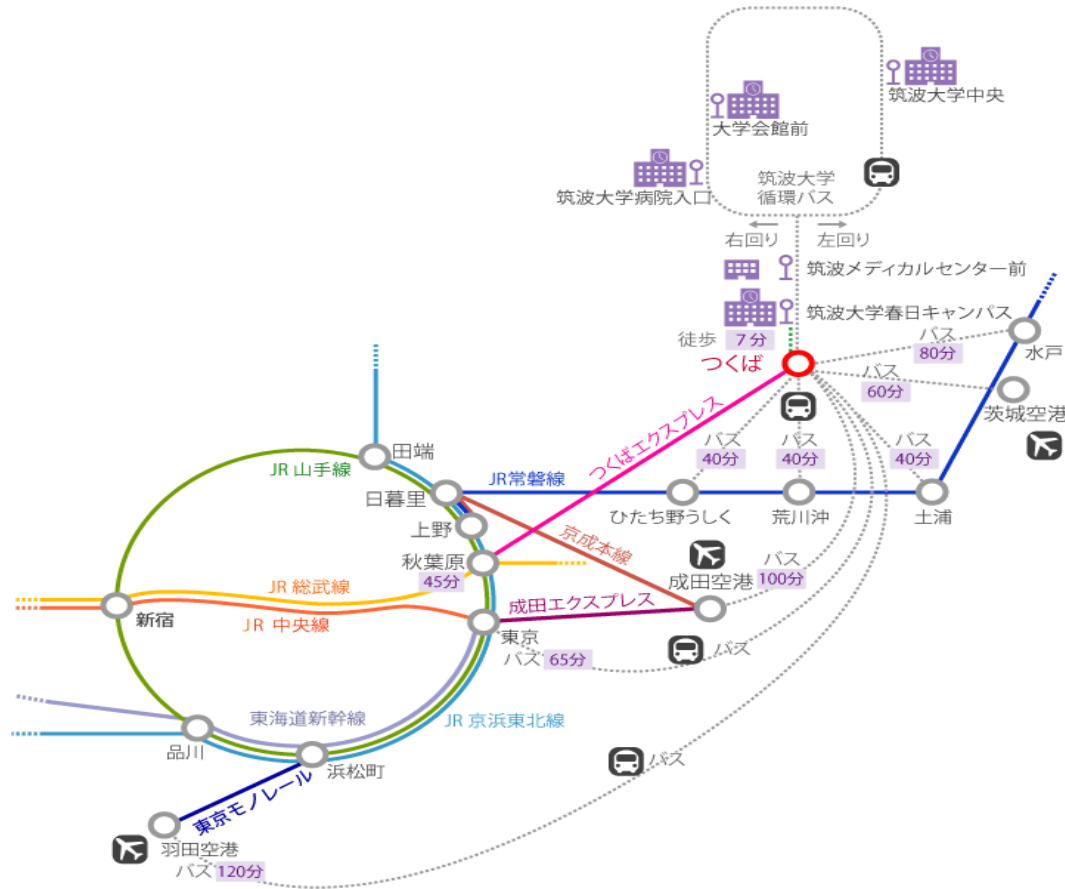 筑波大学中央
大学会館前
筑波大学病院入口
筑波大学
循環バス
右回り
左回り
筑波メディカルセンター前
筑波大学春日キャンパス
徒歩 7分
つくば
バス
80分
水戸
バス
60分
茨城空港
つくばエクスプレス
バス
40分
バス
40分
バス
40分
JR 山手線
田端
日暮里
JR常磐線
ひたち野うしく
荒川沖
土浦
上野
秋葉原
45分
京成本線
成田空港
バス
100分
JR 総武線
成田エクスプレス
新宿
JR 中央線
東京
バス 65分
バス
東海道新幹線
JR 京浜東北線
品川
浜松町
バス
東京モノレール
羽田空港
バス 120分